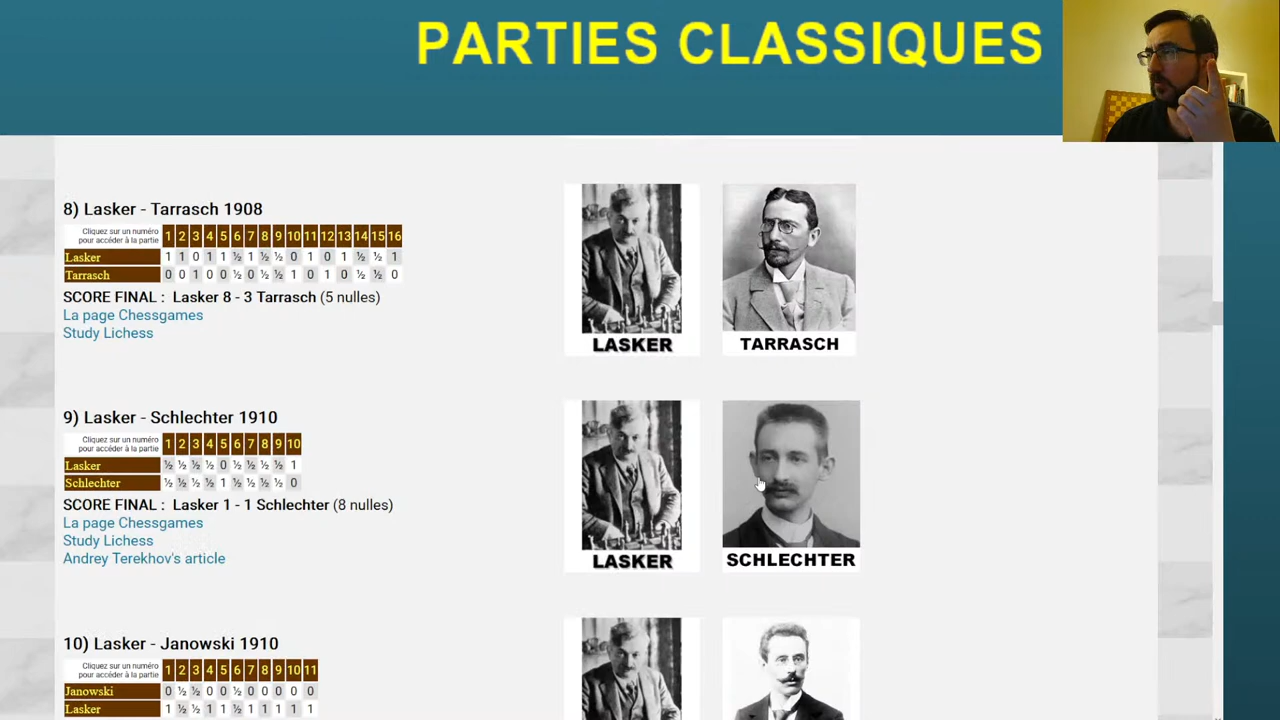 PARTIES CLASSIQUES
8) Lasker - Tarrasch 1908
Cliquez sur un numéro
pour accéder à la partie
1 2 3 4 5 6 7 8 9 10 11 12 13 14 15 16
Lasker 1 1 0 1 1 ½ 1 ½ ½ 0 1 0 1 ½ ½ 1
Tarrasch 0 0 1 0 0 ½ 0 ½ ½ 1 0 1 0 ½ ½ 0
SCORE FINAL : Lasker 8 - 3 Tarrasch (5 nulles)
La page Chessgames
Study Lichess
LASKER
TARRASCH
9) Lasker - Schlechter 1910
Cliquez sur un numéro
pour accéder à la partie
1 2 3 4 5 6 7 8 9 10
Lasker ½ ½ ½ ½ 0 ½ ½ ½ ½ 1
Schlechter ½ ½ ½ ½ 1 ½ ½ ½ ½ 0
SCORE FINAL : Lasker 1 - 1 Schlechter (8 nulles)
La page Chessgames
Study Lichess
Andrey Terekhov's article
LASKER
SCHLECHTER
10) Lasker - Janowski 1910
Cliquez sur un numéro
pour accéder à la partie
1 2 3 4 5 6 7 8 9 10 11
Janowski 0 ½ ½ 0 0 ½ 0 0 0 0 0
Lasker 1 ½ ½ 1 1 ½ 1 1 1 1 1